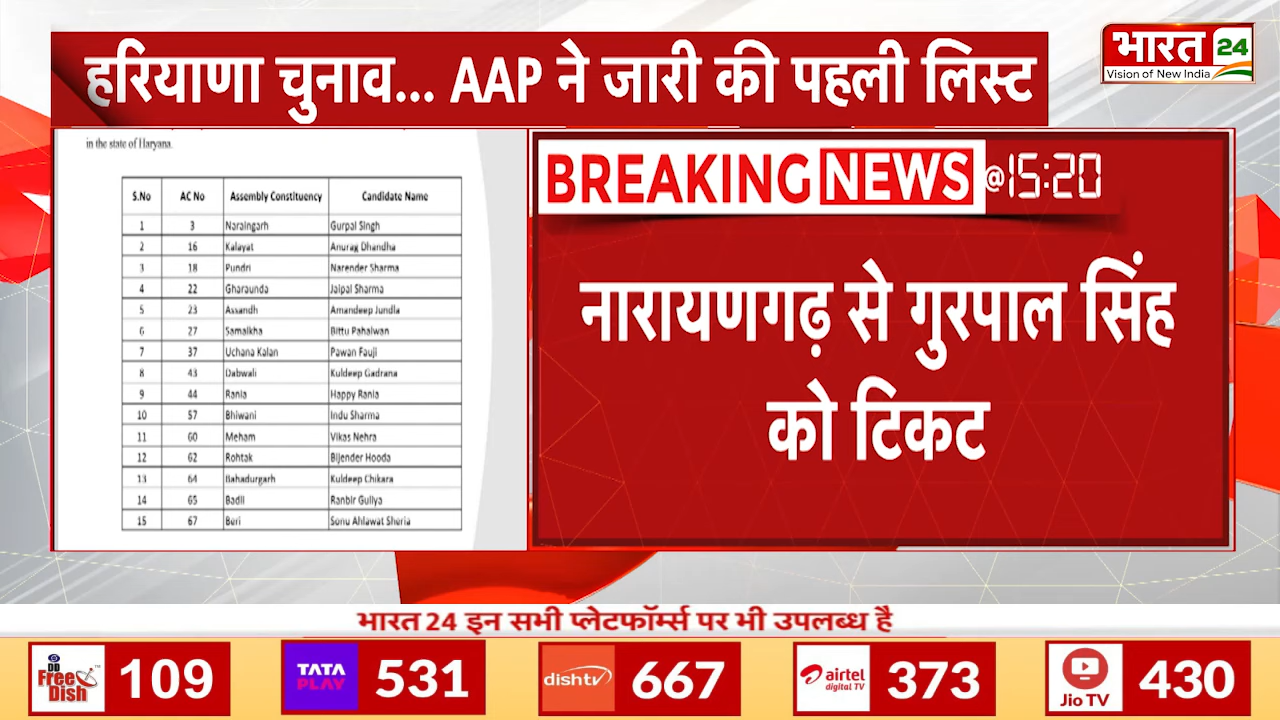 हरियाणा चुनाव... AAP ने जारी की पहली लिस्ट
भारत 24
Vision of New India
in the state of Haryana.
S.No AC No Assembly Constituency Candidate Name
1 3 Naraingarh Gurpal Singh
2 16 Kalayat Anurag Dhandha
3 18 Pundri Narender Sharma
4 22 Gharaunda Jaipal Sharma
5 23 Assandh Amandeep Jundla
6 27 Samalkha Bittu Pahalwan
7 37 Uchana Kalan Pawan Fauji
8 43 Dabwali Kuldeep Gadrana
9 44 Rania Happy Rania
10 57 Bhiwani Indu Sharma
11 60 Meham Vikas Nehra
12 62 Rohtak Bijender Hooda
13 64 Bahadurgarh Kuldeep Chikara
14 65 Badli Ranbir Guliya
15 67 Beri Sonu Ahlawat Sheria
BREAKING NEWS @15:20
नारायणगढ़ से गुरपाल सिंह
को टिकट
भारत 24 इन सभी प्लेटफॉर्म्स पर भी उपलब्ध है
DD Free Dish 109
TATA PLAY 531
dishtv 667
airtel digital TV 373
JioTV 430